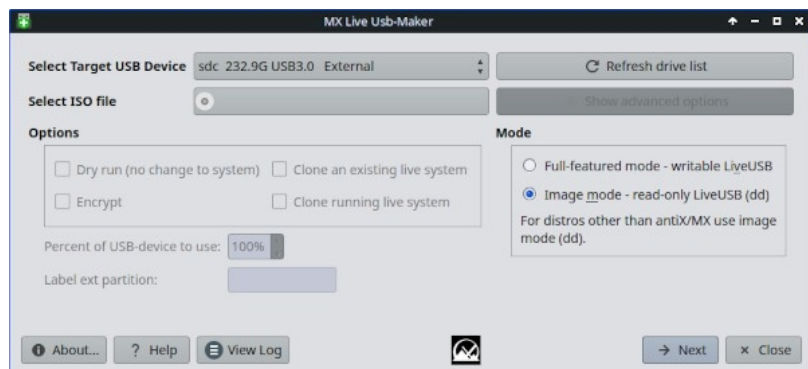 MX Live Usb-Maker
Select Target USB Device sdc 232.9G USB3.0 External Refresh drive list
Select ISO file Show advanced options
Options Mode
Dry run (no change to system) Clone an existing live system
Encrypt Clone running live system
Full-featured mode - writable LiveUSB
Image mode - read-only LiveUSB (dd)
For distros other than antiX/MX use image
mode (dd).
Percent of USB-device to use: 100%
Label ext partition:
About... ? Help View Log Next Close